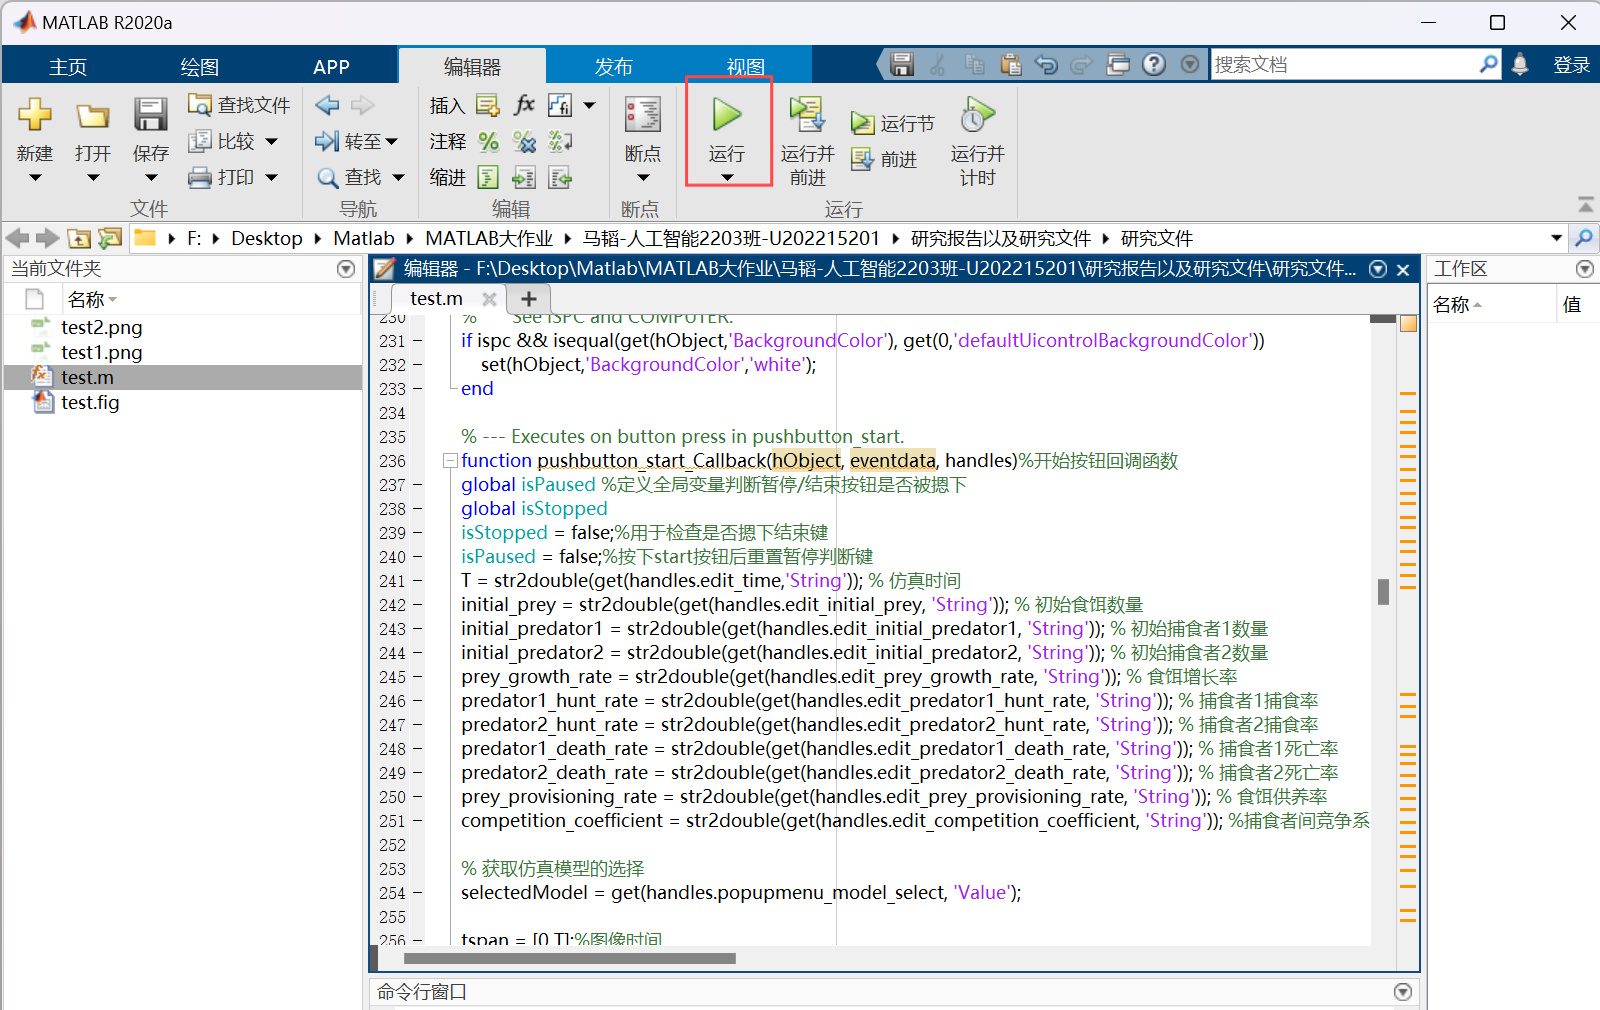 MATLAB R2020a
主页 绘图 APP 编辑器 发布 视图 搜索文档 登录
新建 打开 保存 查找文件 比较 打印
转至 查找
插入 fx fi
注释
缩进
断点 运行 运行并前进 运行节 前进 运行并计时
文件 导航 编辑 断点 运行
F: Desktop Matlab MATLAB大作业 马韬-人工智能2203班-U202215201 研究报告以及研究文件 研究文件
当前文件夹
名称
test2.png
test1.png
test.m
test.fig
编辑器 - F:\Desktop\Matlab\MATLAB大作业\马韬-人工智能2203班-U202215201\研究报告以及研究文件\研究文件...
test.m
230 % See ISPC and COMPUTER.
231 if ispc && isequal(get(hObject,'BackgroundColor'), get(0,'defaultUicontrolBackgroundColor'))
232 set(hObject,'BackgroundColor','white');
233 end
234
235 % --- Executes on button press in pushbutton_start.
236 function pushbutton_start_Callback(hObject, eventdata, handles)%开始按钮回调函数
237 global isPaused %定义全局变量判断暂停/结束按钮是否被摁下
238 global isStopped
239 isStopped = false;%用于检查是否摁下结束键
240 isPaused = false;%按下start按钮后重置暂停判断键
241 T = str2double(get(handles.edit_time,'String')); % 仿真时间
242 initial_prey = str2double(get(handles.edit_initial_prey, 'String')); % 初始食饵数量
243 initial_predator1 = str2double(get(handles.edit_initial_predator1, 'String')); % 初始捕食者1数量
244 initial_predator2 = str2double(get(handles.edit_initial_predator2, 'String')); % 初始捕食者2数量
245 prey_growth_rate = str2double(get(handles.edit_prey_growth_rate, 'String')); % 食饵增长率
246 predator1_hunt_rate = str2double(get(handles.edit_predator1_hunt_rate, 'String')); % 捕食者1捕食率
247 predator2_hunt_rate = str2double(get(handles.edit_predator2_hunt_rate, 'String')); % 捕食者2捕食率
248 predator1_death_rate = str2double(get(handles.edit_predator1_death_rate, 'String')); % 捕食者1死亡率
249 predator2_death_rate = str2double(get(handles.edit_predator2_death_rate, 'String')); % 捕食者2死亡率
250 prey_provisioning_rate = str2double(get(handles.edit_prey_provisioning_rate, 'String')); % 食饵供养率
251 competition_coefficient = str2double(get(handles.edit_competition_coefficient, 'String')); %捕食者间竞争系
252
253 % 获取仿真模型的选择
254 selectedModel = get(handles.popupmenu_model_select, 'Value');
255
256 tspan = [0 T];%图像时间
命令行窗口
工作区
名称 值